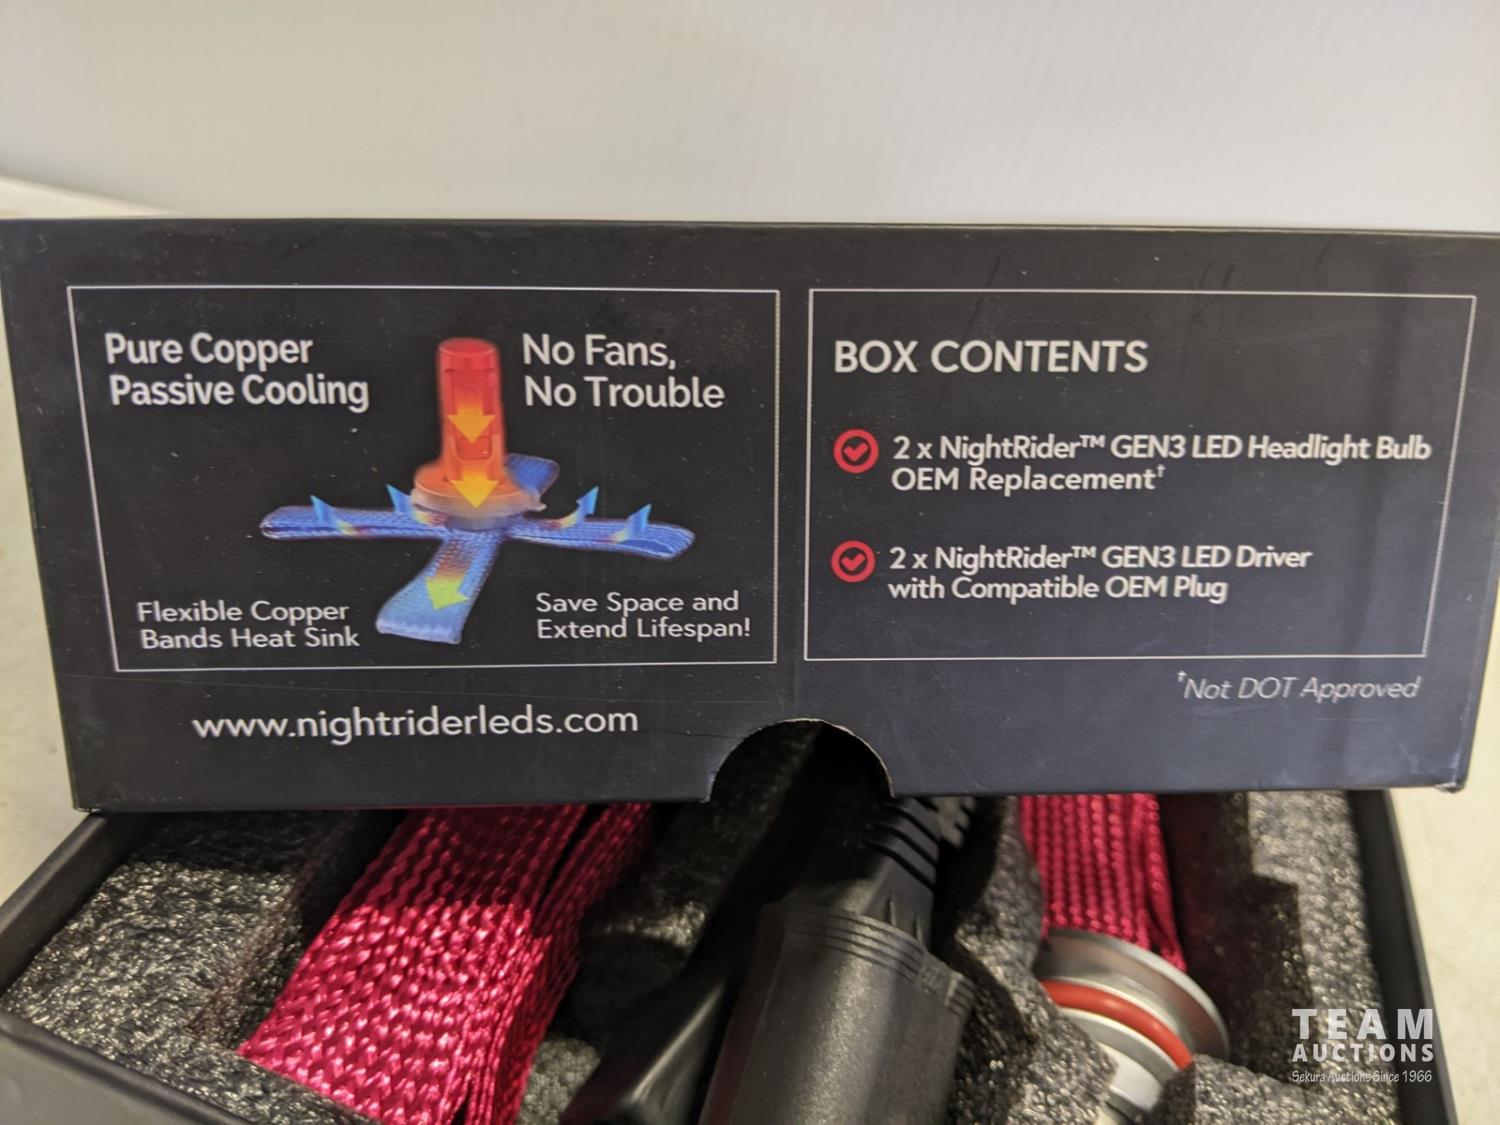 Pure Copper
Passive Cooling
No Fans,
No Trouble
Flexible Copper
Bands Heat Sink
Save Space and
Extend Lifespan!
www.nightriderleds.com
BOX CONTENTS
2 x NightRider™ GEN3 LED Headlight Bulb
OEM Replacement†
2 x NightRider™ GEN3 LED Driver
with Compatible OEM Plug
†Not DOT Approved
TEAM
AUCTIONS
Sekura Auctions Since 1966